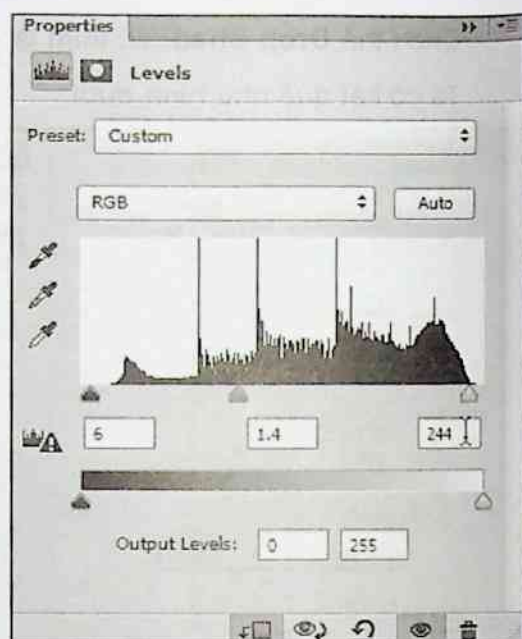 Properties
Levels
Preset: Custom
RGB Auto
6 1.4 244
Output Levels: 0 255